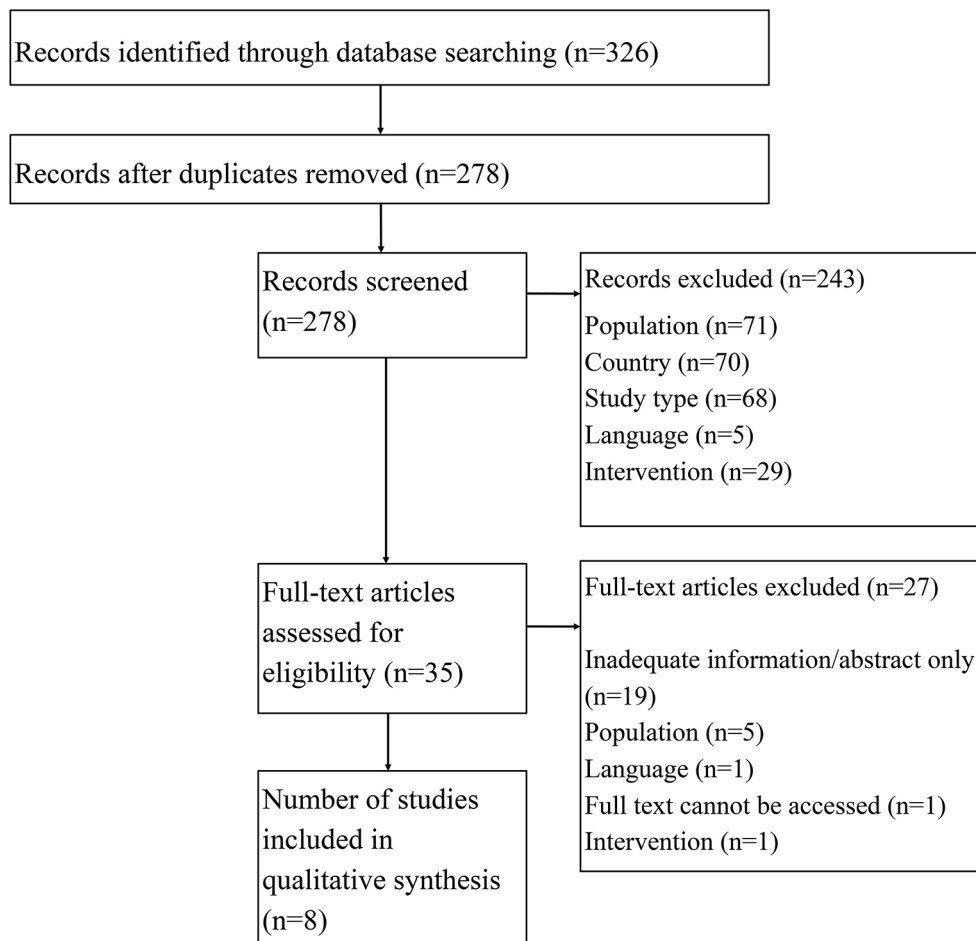 Records identified through database searching (n=326)
Records after duplicates removed (n=278)
Records screened
(n=278)
Records excluded (n=243)
Population (n=71)
Country (n=70)
Study type (n=68)
Language (n=5)
Intervention (n=29)
Full-text articles
assessed for
eligibility (n=35)
Full-text articles excluded (n=27)
Inadequate information/abstract only
(n=19)
Population (n=5)
Language (n=1)
Full text cannot be accessed (n=1)
Intervention (n=1)
Number of studies
included in
qualitative synthesis
(n=8)